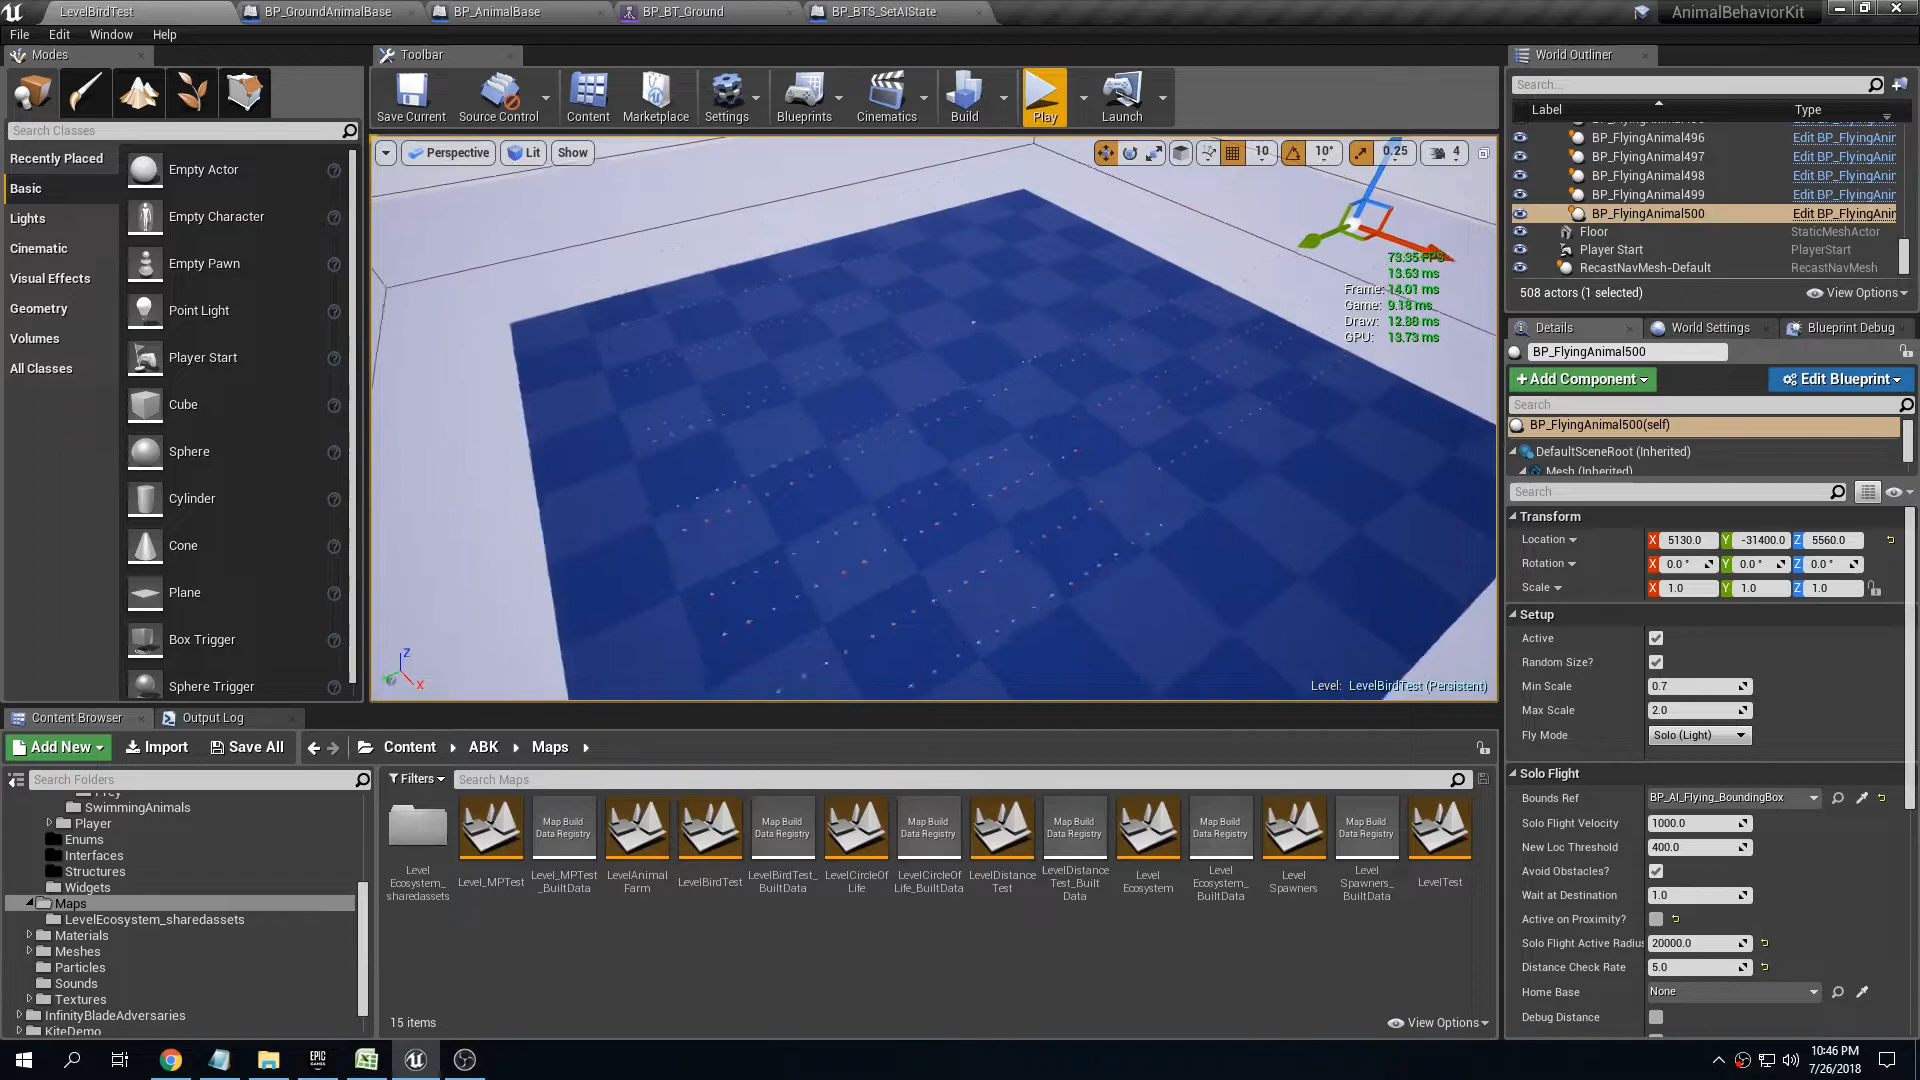 LevelBirdTest
BP_GroundAnimalBase
BP_AnimalBase
BP_BT_Ground
BP_BTS_SetAIState
AnimalBehaviorKit
File Edit Window Help
Modes
Toolbar
World Outliner
Save Current
Source Control
Content
Marketplace
Settings
Blueprints
Cinematics
Build
Play
Launch
Search...
Label
Type
Search Classes
Recently Placed
Basic
Lights
Cinematic
Visual Effects
Geometry
Volumes
All Classes
Empty Actor
Empty Character
Empty Pawn
Point Light
Player Start
Cube
Sphere
Cylinder
Cone
Plane
Box Trigger
Sphere Trigger
Perspective
Lit
Show
10
10°
0.25
4
73.35 FPS
13.63 ms
Frame: 14.01 ms
Game: 9.18 ms
Draw: 12.88 ms
GPU: 13.73 ms
Z
X
Level: LevelBirdTest (Persistent)
BP_FlyingAnimal496 Edit BP_FlyingAnir
BP_FlyingAnimal497 Edit BP_FlyingAnir
BP_FlyingAnimal498 Edit BP_FlyingAnir
BP_FlyingAnimal499 Edit BP_FlyingAnir
BP_FlyingAnimal500 Edit BP_FlyingAnir
Floor StaticMeshActor
Player Start PlayerStart
RecastNavMesh-Default RecastNavMesh
508 actors (1 selected)
View Options
Details
World Settings
Blueprint Debug
BP_FlyingAnimal500
+Add Component
Edit Blueprint
Search
BP_FlyingAnimal500(self)
DefaultSceneRoot (Inherited)
Mesh (Inherited)
Search
Transform
Location X 5130.0 Y -31400.0 Z 5560.0
Rotation X 0.0 ° Y 0.0 ° Z 0.0 °
Scale X 1.0 Y 1.0 Z 1.0
Setup
Active
Random Size?
Min Scale 0.7
Max Scale 2.0
Fly Mode Solo (Light)
Solo Flight
Bounds Ref BP_AI_Flying_BoundingBox
Solo Flight Velocity 1000.0
New Loc Threshold 400.0
Avoid Obstacles?
Wait at Destination 1.0
Active on Proximity?
Solo Flight Active Radius 20000.0
Distance Check Rate 5.0
Home Base None
Debug Distance
Content Browser
Output Log
Add New
Import
Save All
Content
ABK
Maps
Search Folders
Filters
Search Maps
Prey
SwimmingAnimals
Player
Enums
Interfaces
Structures
Widgets
Maps
LevelEcosystem_sharedassets
Materials
Meshes
Particles
Sounds
Textures
InfinityBladeAdversaries
KiteDemo
Map Build
Data Registry
Map Build
Data Registry
Map Build
Data Registry
Map Build
Data Registry
Map Build
Data Registry
Map Build
Data Registry
Level
Ecosystem_
sharedassets
Level_MPTest
Level_MPTest
_BuiltData
LevelAnimal
Farm
LevelBirdTest
LevelBirdTest_
BuiltData
LevelCircleOf
Life
LevelCircleOf
Life_BuiltData
LevelDistance
Test
LevelDistance
Test_Built
Data
Level
Ecosystem
Level
Ecosystem_
BuiltData
Level
Spawners
Level
Spawners_
BuiltData
LevelTest
15 items
View Options
EPIC
GAMES
10:46 PM
7/26/2018